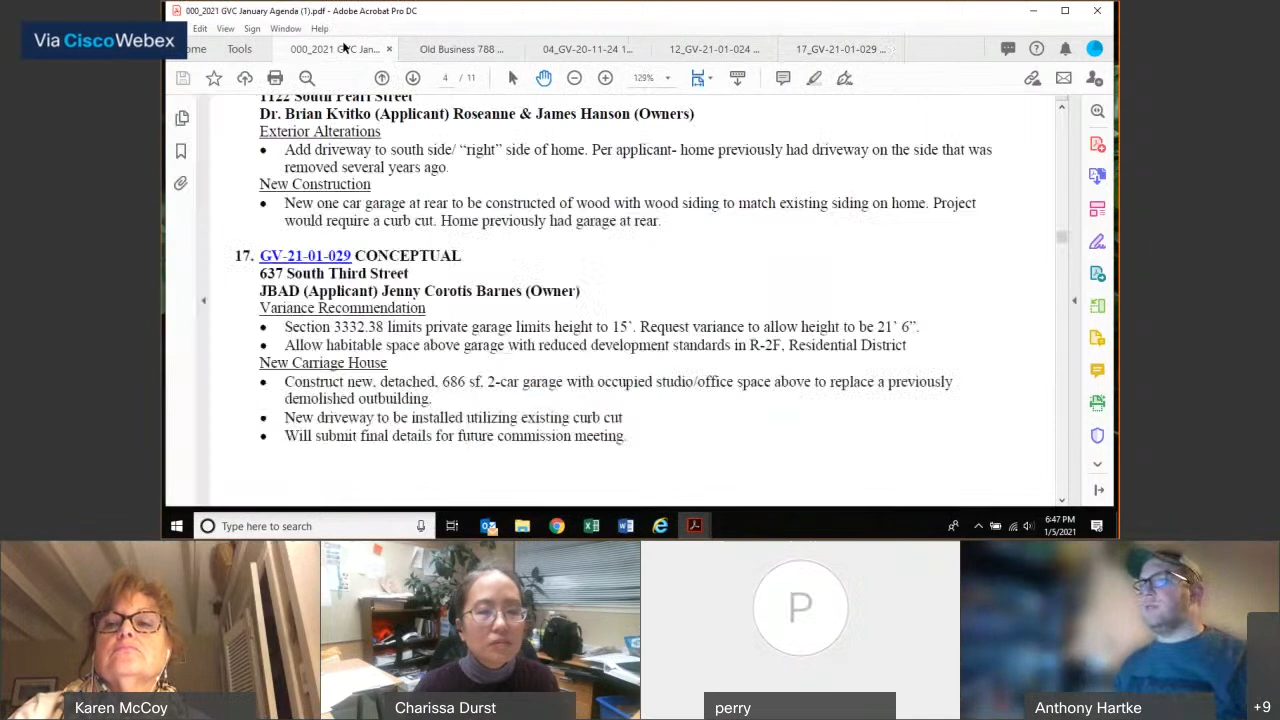 000_2021 GVC January Agenda (1).pdf - Adobe Acrobat Pro DC
Via Cisco Webex
Edit View Sign Window Help
ome Tools 000_2021 GVC Jan... × Old Business 788 ... 04_GV-20-11-24 1... 12_GV-21-01-024 ... 17_GV-21-01-029 ...
4 / 11 129%
1122 South Pearl Street
Dr. Brian Kvitko (Applicant) Roseanne & James Hanson (Owners)
Exterior Alterations
• Add driveway to south side/ “right” side of home. Per applicant- home previously had driveway on the side that was
removed several years ago.
New Construction
• New one car garage at rear to be constructed of wood with wood siding to match existing siding on home. Project
would require a curb cut. Home previously had garage at rear.
17. GV-21-01-029 CONCEPTUAL
637 South Third Street
JBAD (Applicant) Jenny Corotis Barnes (Owner)
Variance Recommendation
• Section 3332.38 limits private garage limits height to 15’. Request variance to allow height to be 21’ 6”.
• Allow habitable space above garage with reduced development standards in R-2F, Residential District
New Carriage House
• Construct new, detached, 686 sf, 2-car garage with occupied studio/office space above to replace a previously
demolished outbuilding.
• New driveway to be installed utilizing existing curb cut
• Will submit final details for future commission meeting.
Type here to search
6:47 PM
1/5/2021
P
Karen McCoy
Charissa Durst
perry
Anthony Hartke
+9